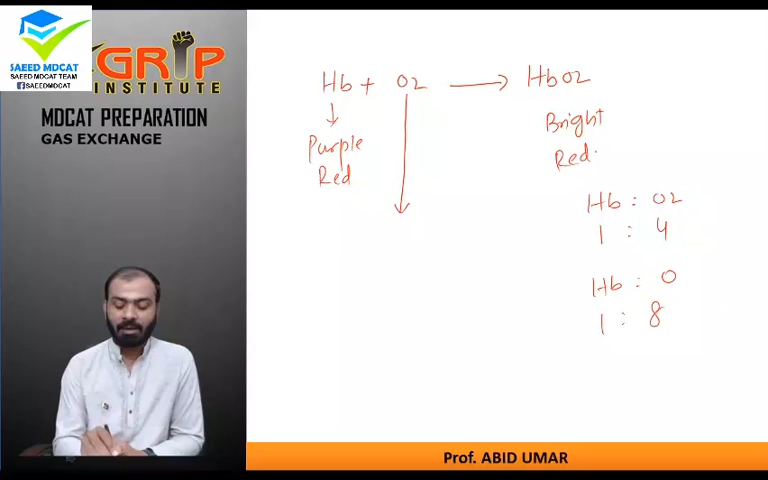 SAEED MDCAT
SAEED MDCAT TEAM
SAEEDMDCAT
GRIP
INSTITUTE
MDCAT PREPARATION
GAS EXCHANGE
Hb + O2 → HbO2
Purple
Red
Bright
Red.
Hb : O2
1 : 4
Hb : O
1 : 8
Prof. ABID UMAR